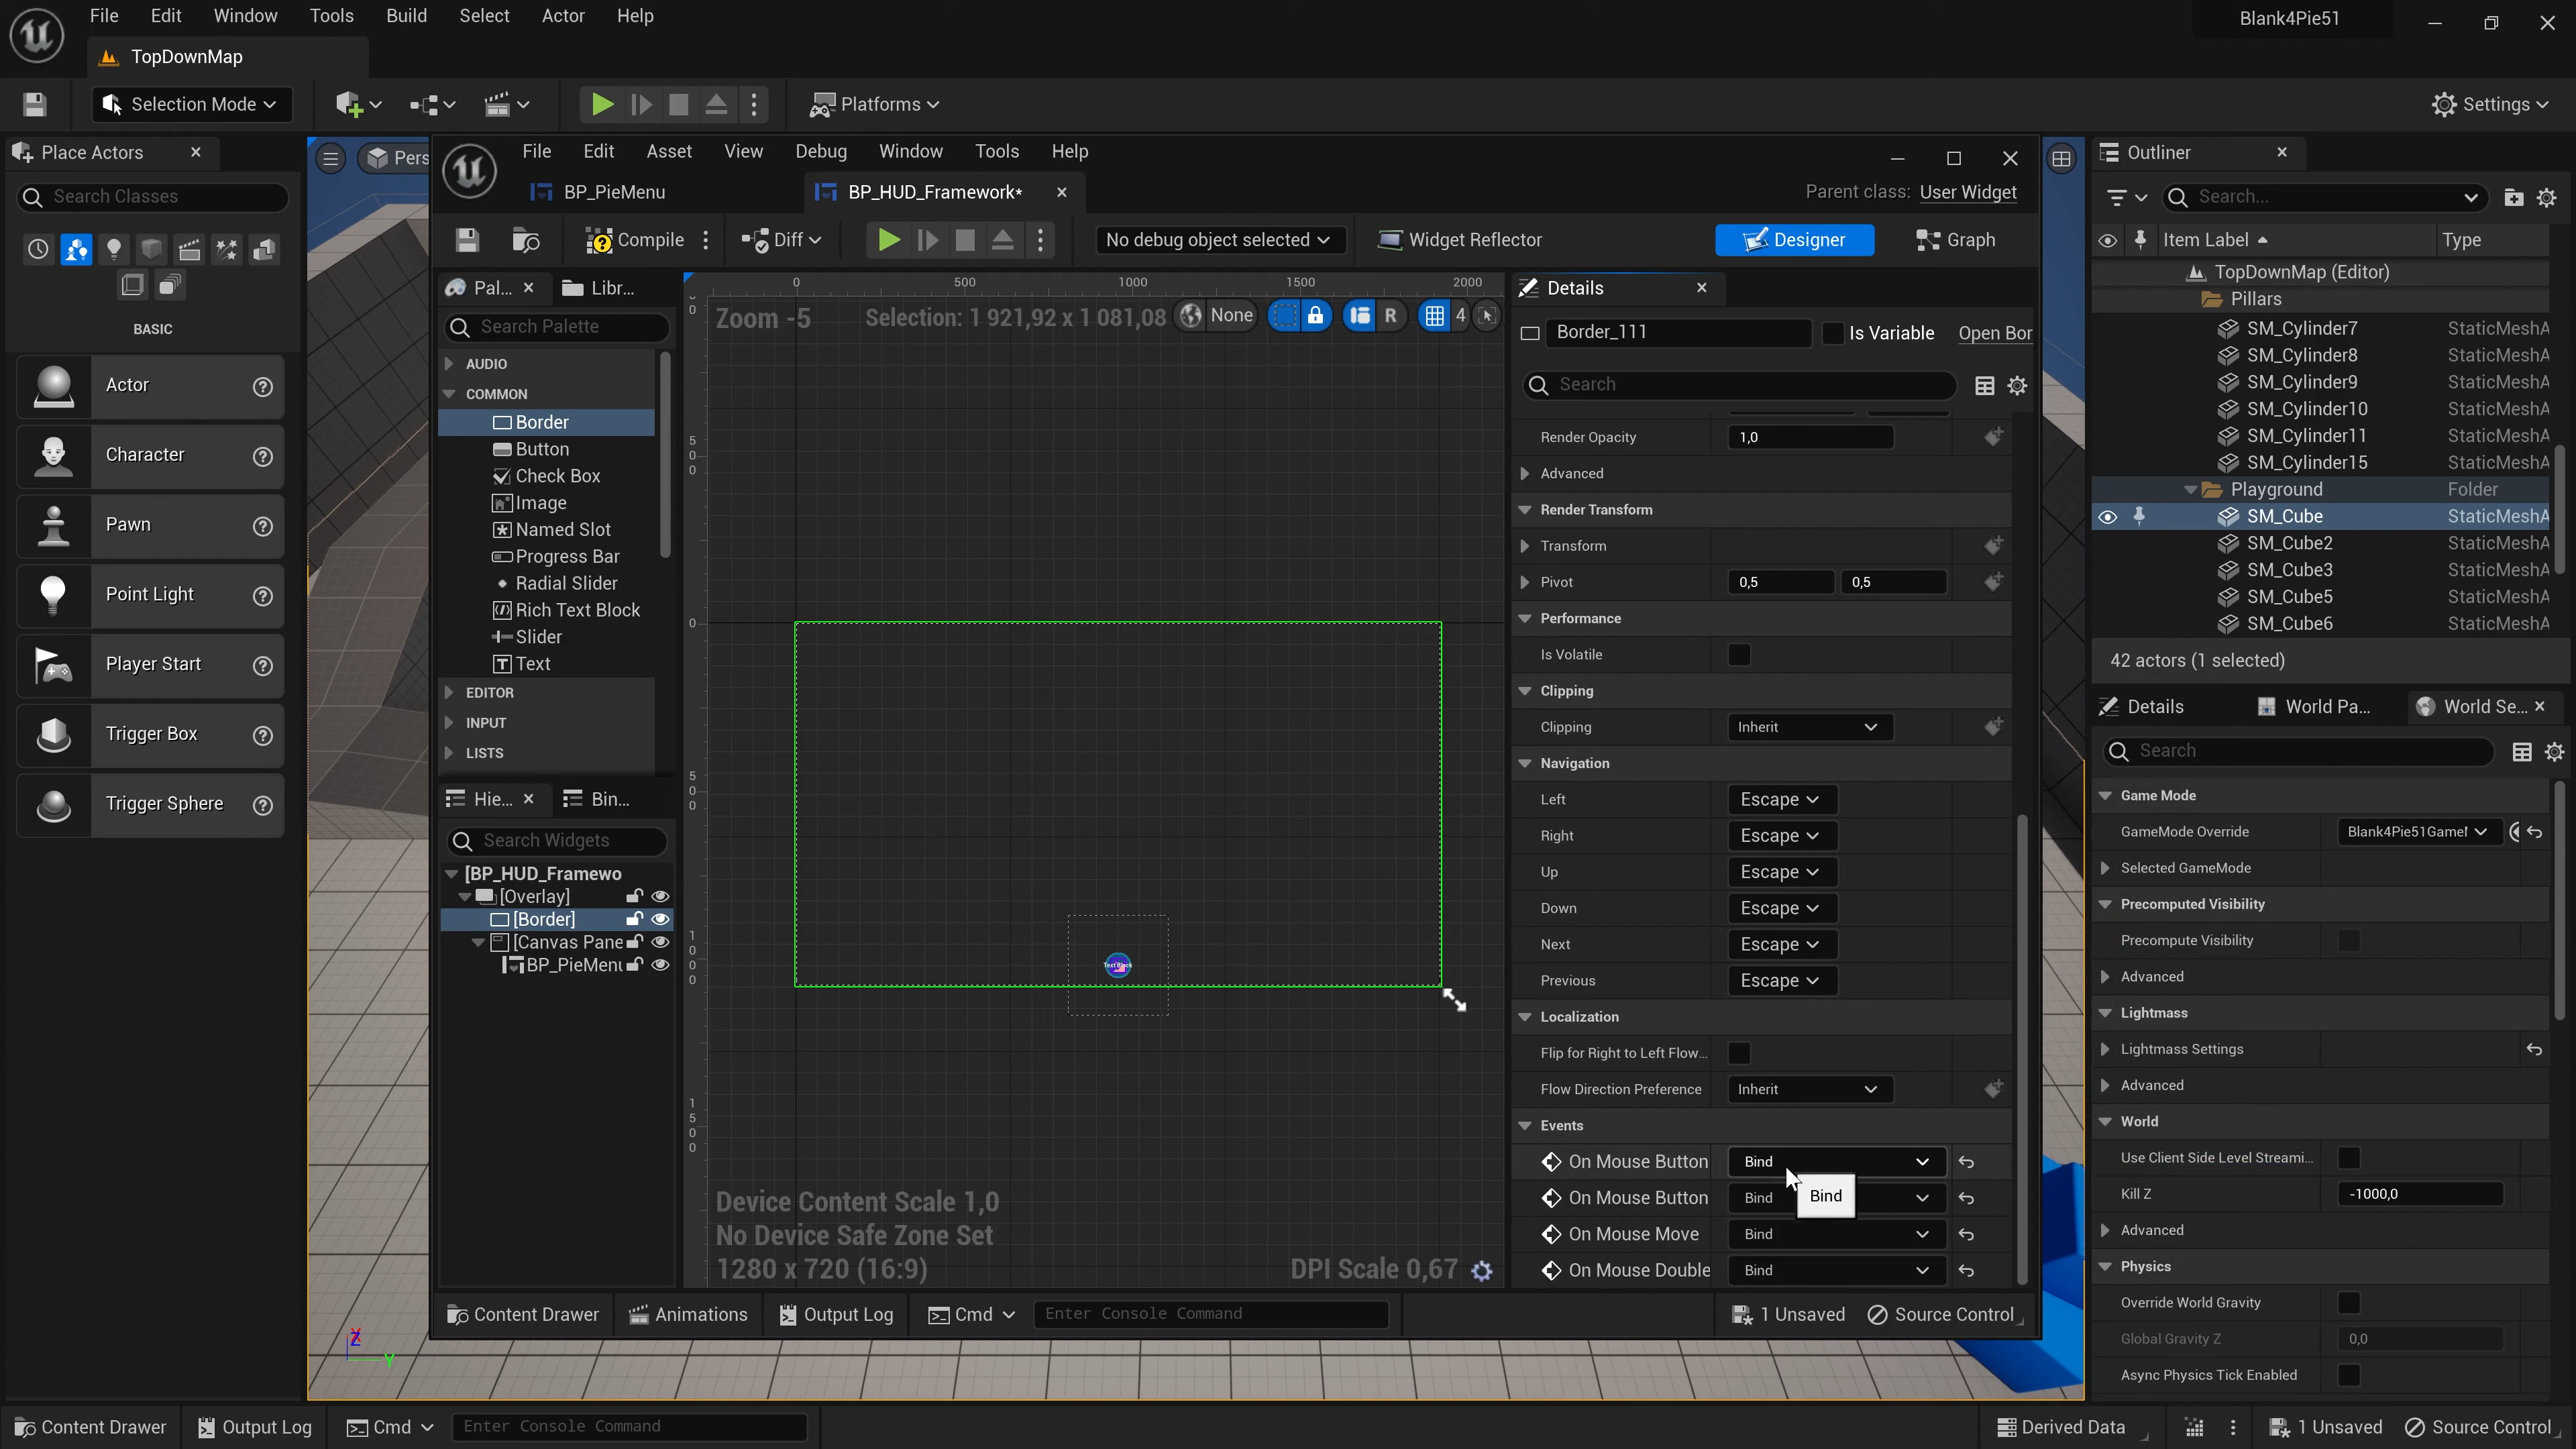 File Edit Window Tools Build Select Actor Help
Blank4Pie51
TopDownMap
Selection Mode
Platforms
Settings
Place Actors
Search Classes
BASIC
Actor
Character
Pawn
Point Light
Player Start
Trigger Box
Trigger Sphere
Pers
File Edit Asset View Debug Window Tools Help
BP_PieMenu
BP_HUD_Framework*
Parent class: User Widget
Compile
Diff
No debug object selected
Widget Reflector
Designer
Graph
Pal...
Libr...
Search Palette
AUDIO
COMMON
Border
Button
Check Box
Image
Named Slot
Progress Bar
Radial Slider
Rich Text Block
Slider
Text
EDITOR
INPUT
LISTS
Hie...
Bin...
Search Widgets
[BP_HUD_Framewo
[Overlay]
[Border]
[Canvas Pane
BP_PieMenu
0 500 1000 1500 2000
Zoom -5
Selection: 1 921,92 x 1 081,08
None
R
4
0
500
0
500
1000
1500
Text Block
Device Content Scale 1,0
No Device Safe Zone Set
1280 x 720 (16:9)
DPI Scale 0,67
Details
Border_111
Is Variable
Open Bor
Search
Render Opacity 1,0
Advanced
Render Transform
Transform
Pivot 0,5 0,5
Performance
Is Volatile
Clipping
Clipping Inherit
Navigation
Left Escape
Right Escape
Up Escape
Down Escape
Next Escape
Previous Escape
Localization
Flip for Right to Left Flow...
Flow Direction Preference Inherit
Events
On Mouse Button Bind
On Mouse Button Bind
Bind
On Mouse Move Bind
On Mouse Double Bind
Content Drawer
Animations
Output Log
Cmd
Enter Console Command
1 Unsaved
Source Control
Z
X
Y
Outliner
Search...
Item Label
Type
TopDownMap (Editor)
Pillars
SM_Cylinder7 StaticMeshA
SM_Cylinder8 StaticMeshA
SM_Cylinder9 StaticMeshA
SM_Cylinder10 StaticMeshA
SM_Cylinder11 StaticMeshA
SM_Cylinder15 StaticMeshA
Playground Folder
SM_Cube StaticMeshA
SM_Cube2 StaticMeshA
SM_Cube3 StaticMeshA
SM_Cube5 StaticMeshA
SM_Cube6 StaticMeshA
42 actors (1 selected)
Details
World Pa...
World Se...
Search
Game Mode
GameMode Override Blank4Pie51GameM
Selected GameMode
Precomputed Visibility
Precompute Visibility
Advanced
Lightmass
Lightmass Settings
Advanced
World
Use Client Side Level Streami...
Kill Z -1000,0
Advanced
Physics
Override World Gravity
Global Gravity Z 0,0
Async Physics Tick Enabled
Content Drawer
Output Log
Cmd
Enter Console Command
Derived Data
1 Unsaved
Source Control